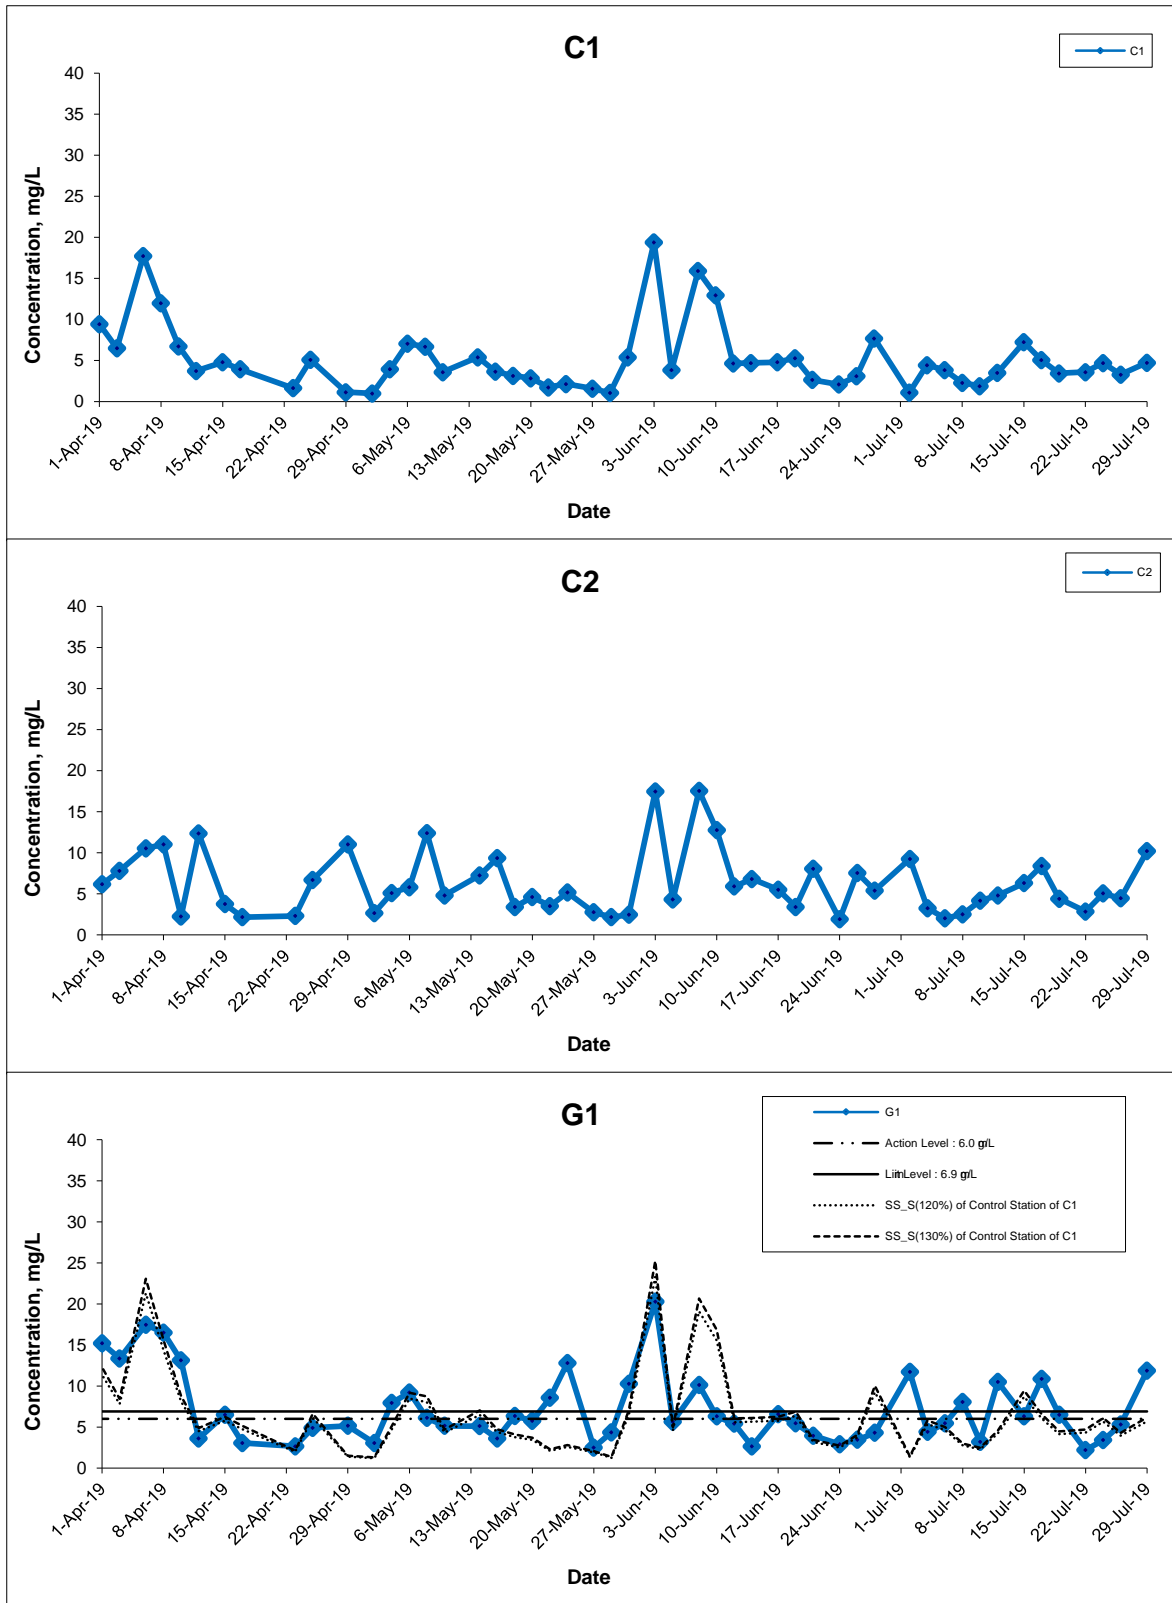 C1
C1
40
35
30
25
20
15
10
5
0
Concentration, mg/L
1-Apr-19 8-Apr-19 15-Apr-19 22-Apr-19 29-Apr-19 6-May-19 13-May-19 20-May-19 27-May-19 3-Jun-19 10-Jun-19 17-Jun-19 24-Jun-19 1-Jul-19 8-Jul-19 15-Jul-19 22-Jul-19 29-Jul-19
Date
C2
C2
40
35
30
25
20
15
10
5
0
Concentration, mg/L
1-Apr-19 8-Apr-19 15-Apr-19 22-Apr-19 29-Apr-19 6-May-19 13-May-19 20-May-19 27-May-19 3-Jun-19 10-Jun-19 17-Jun-19 24-Jun-19 1-Jul-19 8-Jul-19 15-Jul-19 22-Jul-19 29-Jul-19
Date
G1
G1
Action Level : 6.0 mg/L
Limit Level : 6.9 mg/L
SS_S(120%) of Control Station of C1
SS_S(130%) of Control Station of C1
40
35
30
25
20
15
10
5
0
Concentration, mg/L
1-Apr-19 8-Apr-19 15-Apr-19 22-Apr-19 29-Apr-19 6-May-19 13-May-19 20-May-19 27-May-19 3-Jun-19 10-Jun-19 17-Jun-19 24-Jun-19 1-Jul-19 8-Jul-19 15-Jul-19 22-Jul-19 29-Jul-19
Date